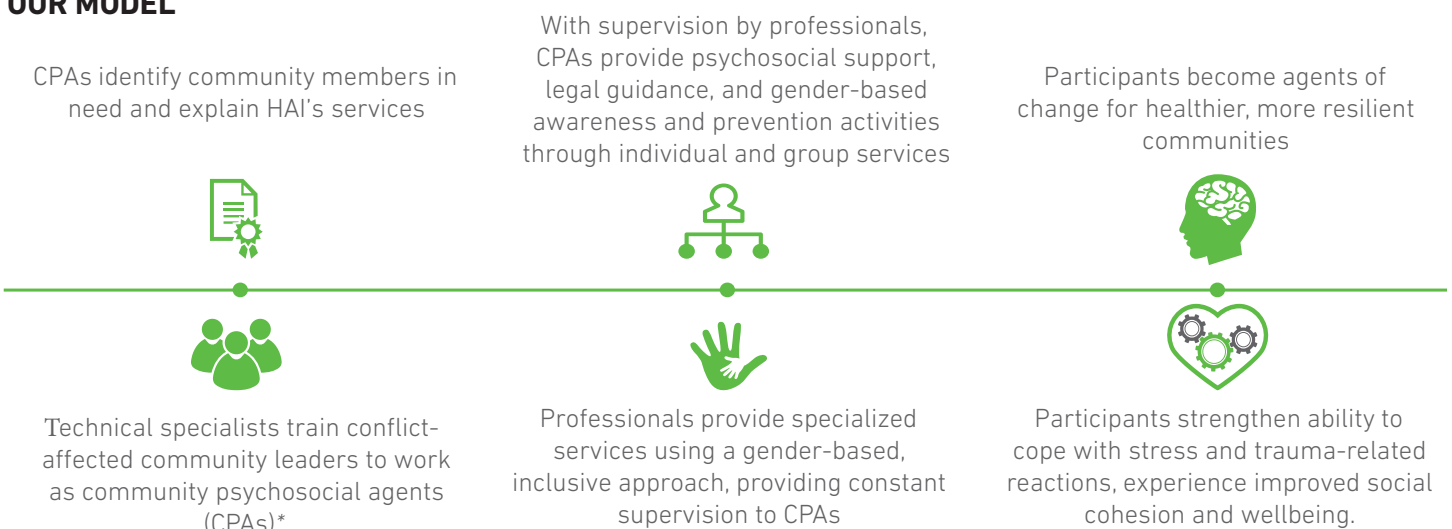 OUR MODEL
CPAs identify community members in
need and explain HAI's services
With supervision by professionals,
CPAs provide psychosocial support,
legal guidance, and gender-based
awareness and prevention activities
through individual and group services
Participants become agents of
change for healthier, more resilient
communities
Technical specialists train conflict-
affected community leaders to work
as community psychosocial agents
(CPAs)*
Professionals provide specialized
services using a gender-based,
inclusive approach, providing constant
supervision to CPAs
Participants strengthen ability to
cope with stress and trauma-related
reactions, experience improved social
cohesion and wellbeing.